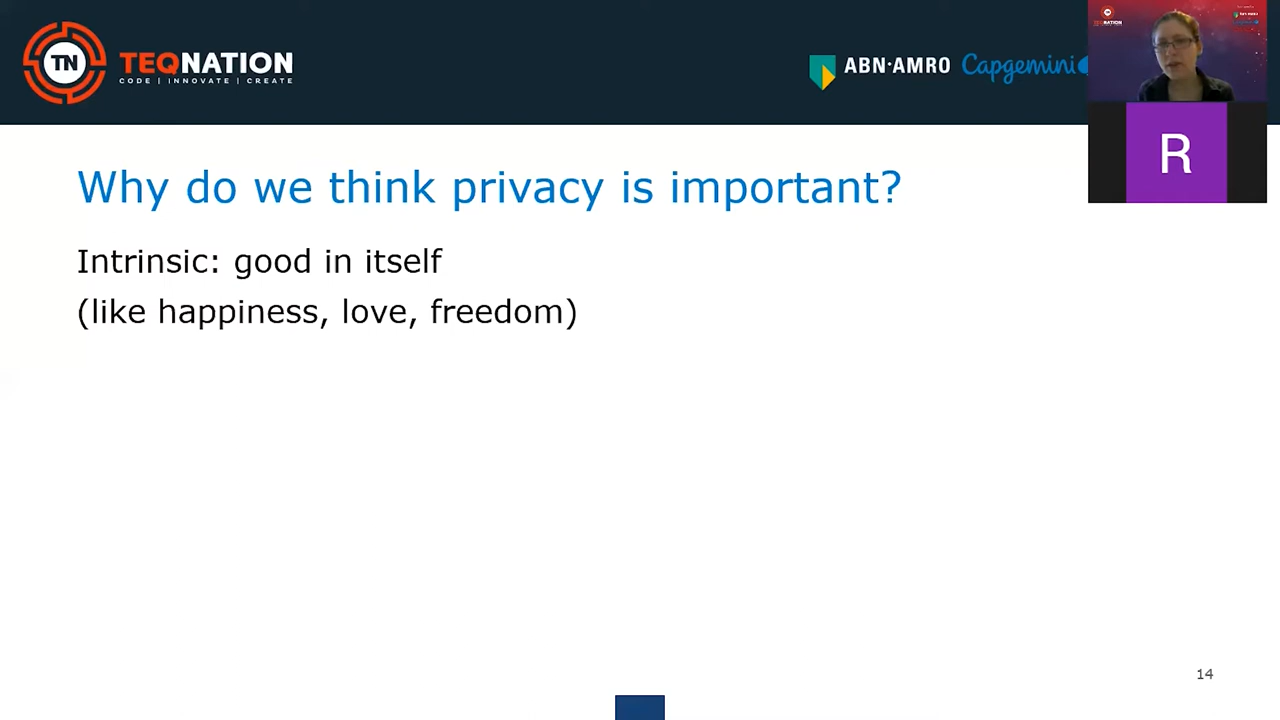 TN
TEQNATION
CODE | INNOVATE | CREATE
ABN·AMRO
Capgemini
R
Why do we think privacy is important?
Intrinsic: good in itself
(like happiness, love, freedom)
14